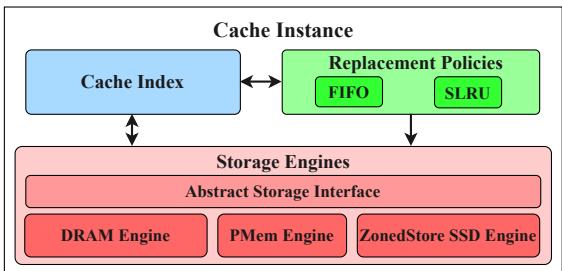 Cache Instance
Cache Index
Replacement Policies
FIFO
SLRU
Storage Engines
Abstract Storage Interface
DRAM Engine
PMem Engine
ZonedStore SSD Engine